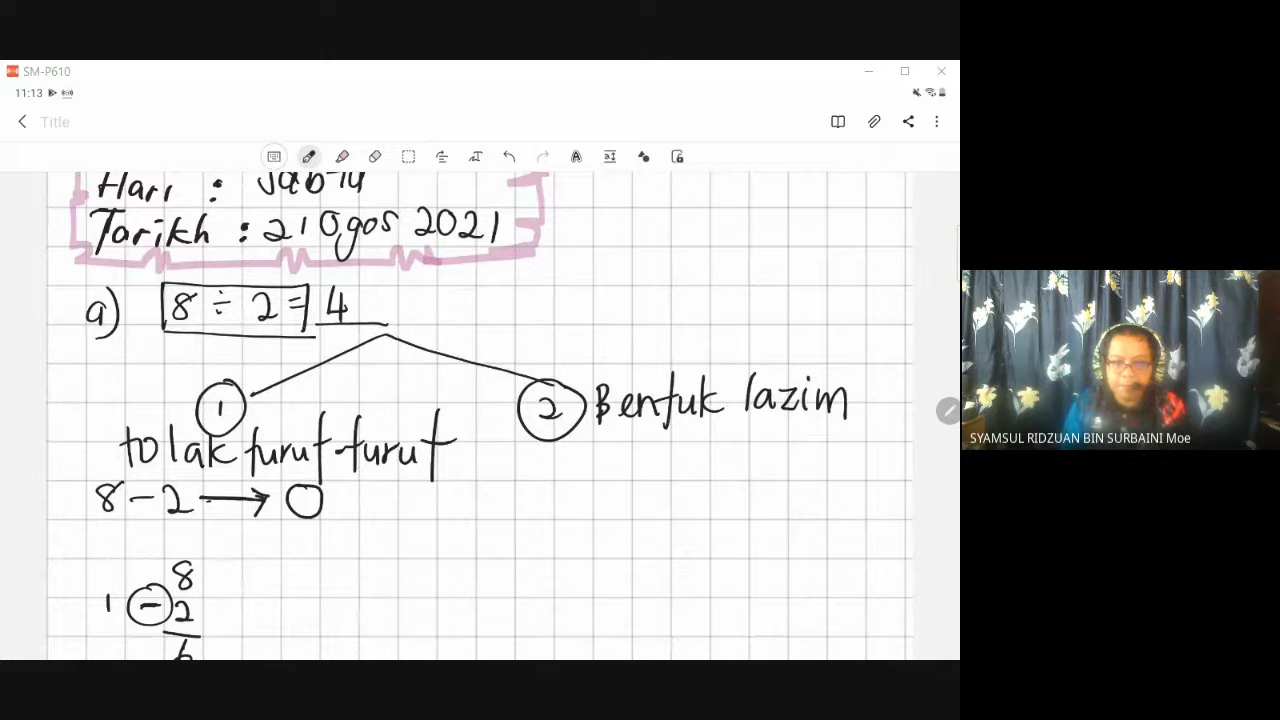 SM-P610
11:13
Title
Hari : Sabtu
Tarikh : 21 Ogos 2021
a) 8 ÷ 2 = 4
1
2 Bentuk lazim
tolak turut-turut
8 - 2 → 0
8
1 - 2
6
SYAMSUL RIDZUAN BIN SURBAINI Moe